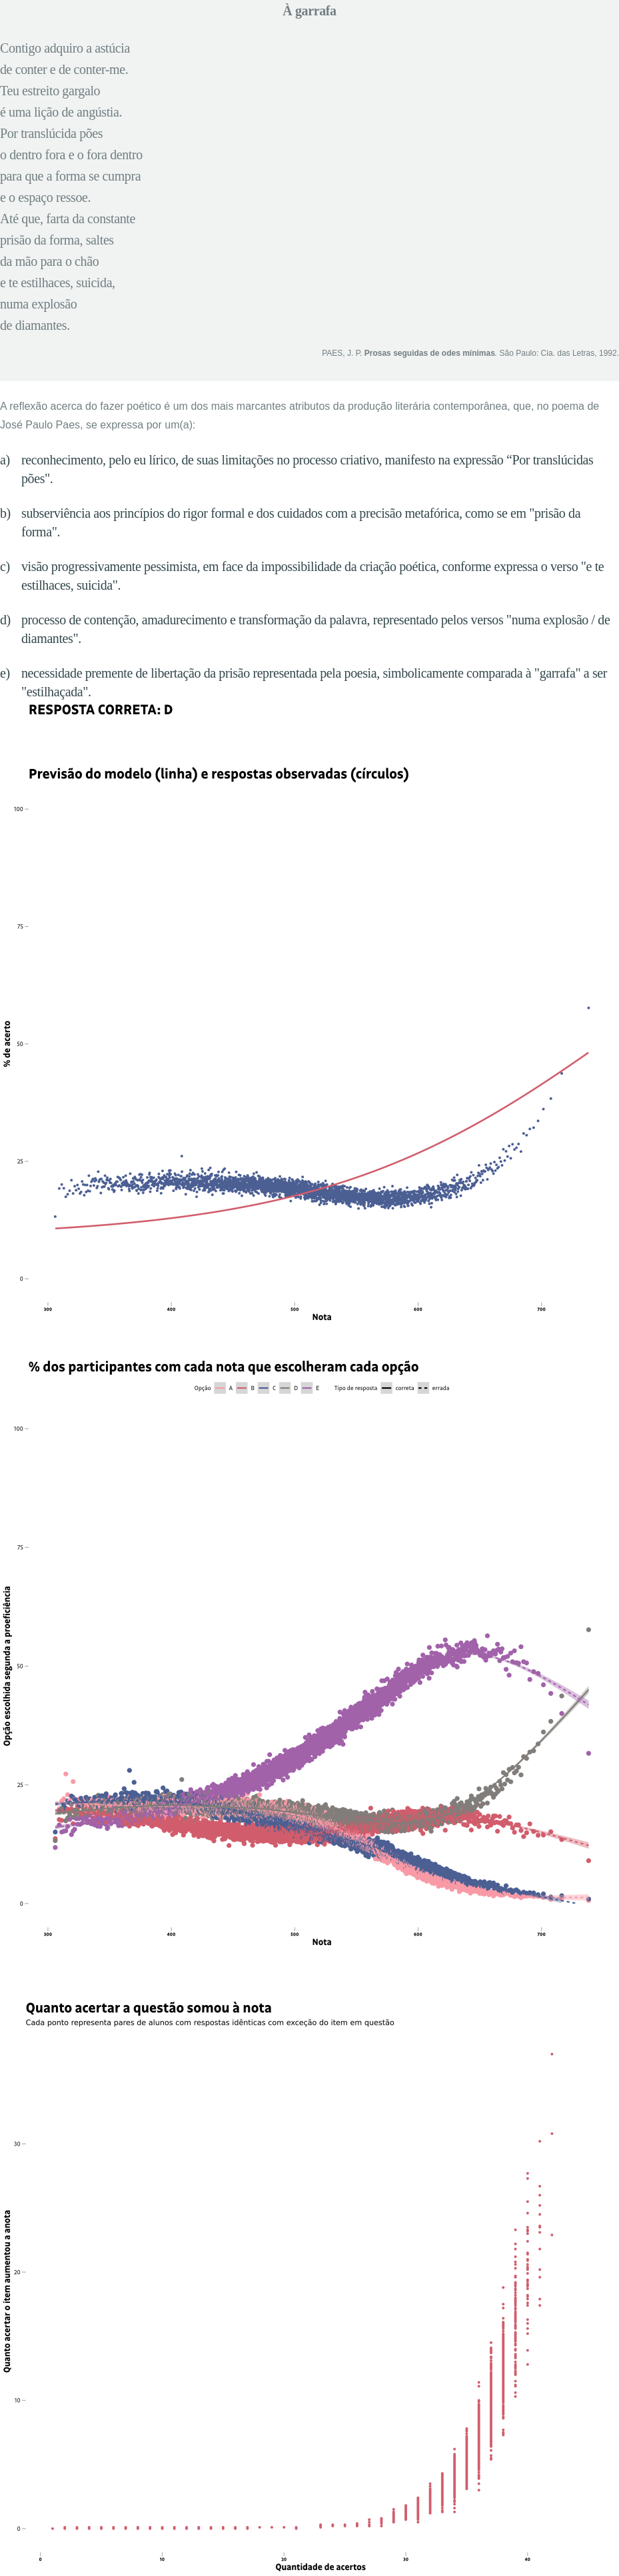 À garrafa
Contigo adquiro a astúcia
de conter e de conter-me.
Teu estreito gargalo
é uma lição de angústia.
Por translúcida pões
o dentro fora e o fora dentro
para que a forma se cumpra
e o espaço ressoe.
Até que, farta da constante
prisão da forma, saltes
da mão para o chão
e te estilhaces, suicida,
numa explosão
de diamantes.
PAES, J. P. Prosas seguidas de odes mínimas. São Paulo: Cia. das Letras, 1992.
A reflexão acerca do fazer poético é um dos mais marcantes atributos da produção literária contemporânea, que, no poema de
José Paulo Paes, se expressa por um(a):
a) reconhecimento, pelo eu lírico, de suas limitações no processo criativo, manifesto na expressão “Por translúcidas
pões".
b) subserviência aos princípios do rigor formal e dos cuidados com a precisão metafórica, como se em "prisão da
forma".
c) visão progressivamente pessimista, em face da impossibilidade da criação poética, conforme expressa o verso "e te
estilhaces, suicida".
d) processo de contenção, amadurecimento e transformação da palavra, representado pelos versos "numa explosão / de
diamantes".
e) necessidade premente de libertação da prisão representada pela poesia, simbolicamente comparada à "garrafa" a ser
"estilhaçada".
RESPOSTA CORRETA: D
Previsão do modelo (linha) e respostas observadas (círculos)
100
75
% de acerto
50
25
0
300 400 500 600 700
Nota
% dos participantes com cada nota que escolheram cada opção
Opção A B C D E Tipo de resposta correta errada
100
75
Opção escolhida segunda a proeficiência
50
25
0
300 400 500 600 700
Nota
Quanto acertar a questão somou à nota
Cada ponto representa pares de alunos com respostas idênticas com exceção do item em questão
30
20
Quanto acertar o item aumentou a anota
10
0
0 10 20 30 40
Quantidade de acertos